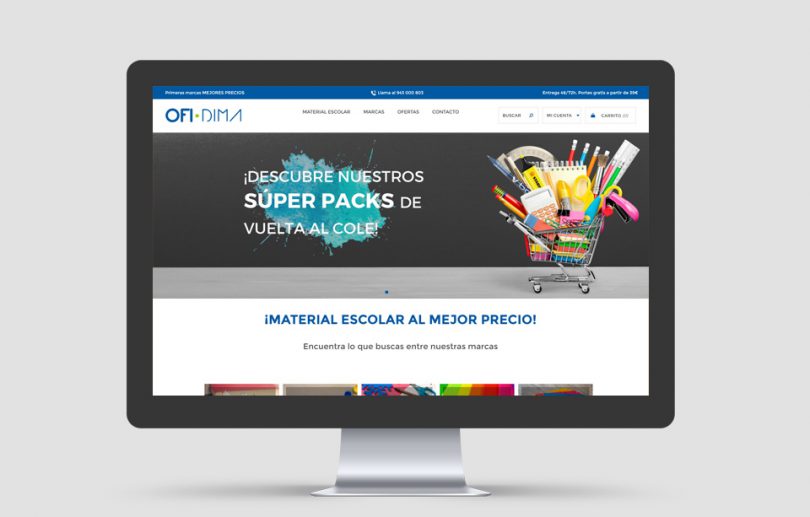 Primeras marcas MEJORES PRECIOS
Llama al 943 000 803
Entrega 48/72h. Portes gratis a partir de 39€
OFI·DIMA
MATERIAL ESCOLAR
MARCAS
OFERTAS
CONTACTO
BUSCAR
MI CUENTA
CARRITO
¡DESCUBRE NUESTROS
SÚPER PACKS DE
VUELTA AL COLE!
¡MATERIAL ESCOLAR AL MEJOR PRECIO!
Encuentra lo que buscas entre nuestras marcas